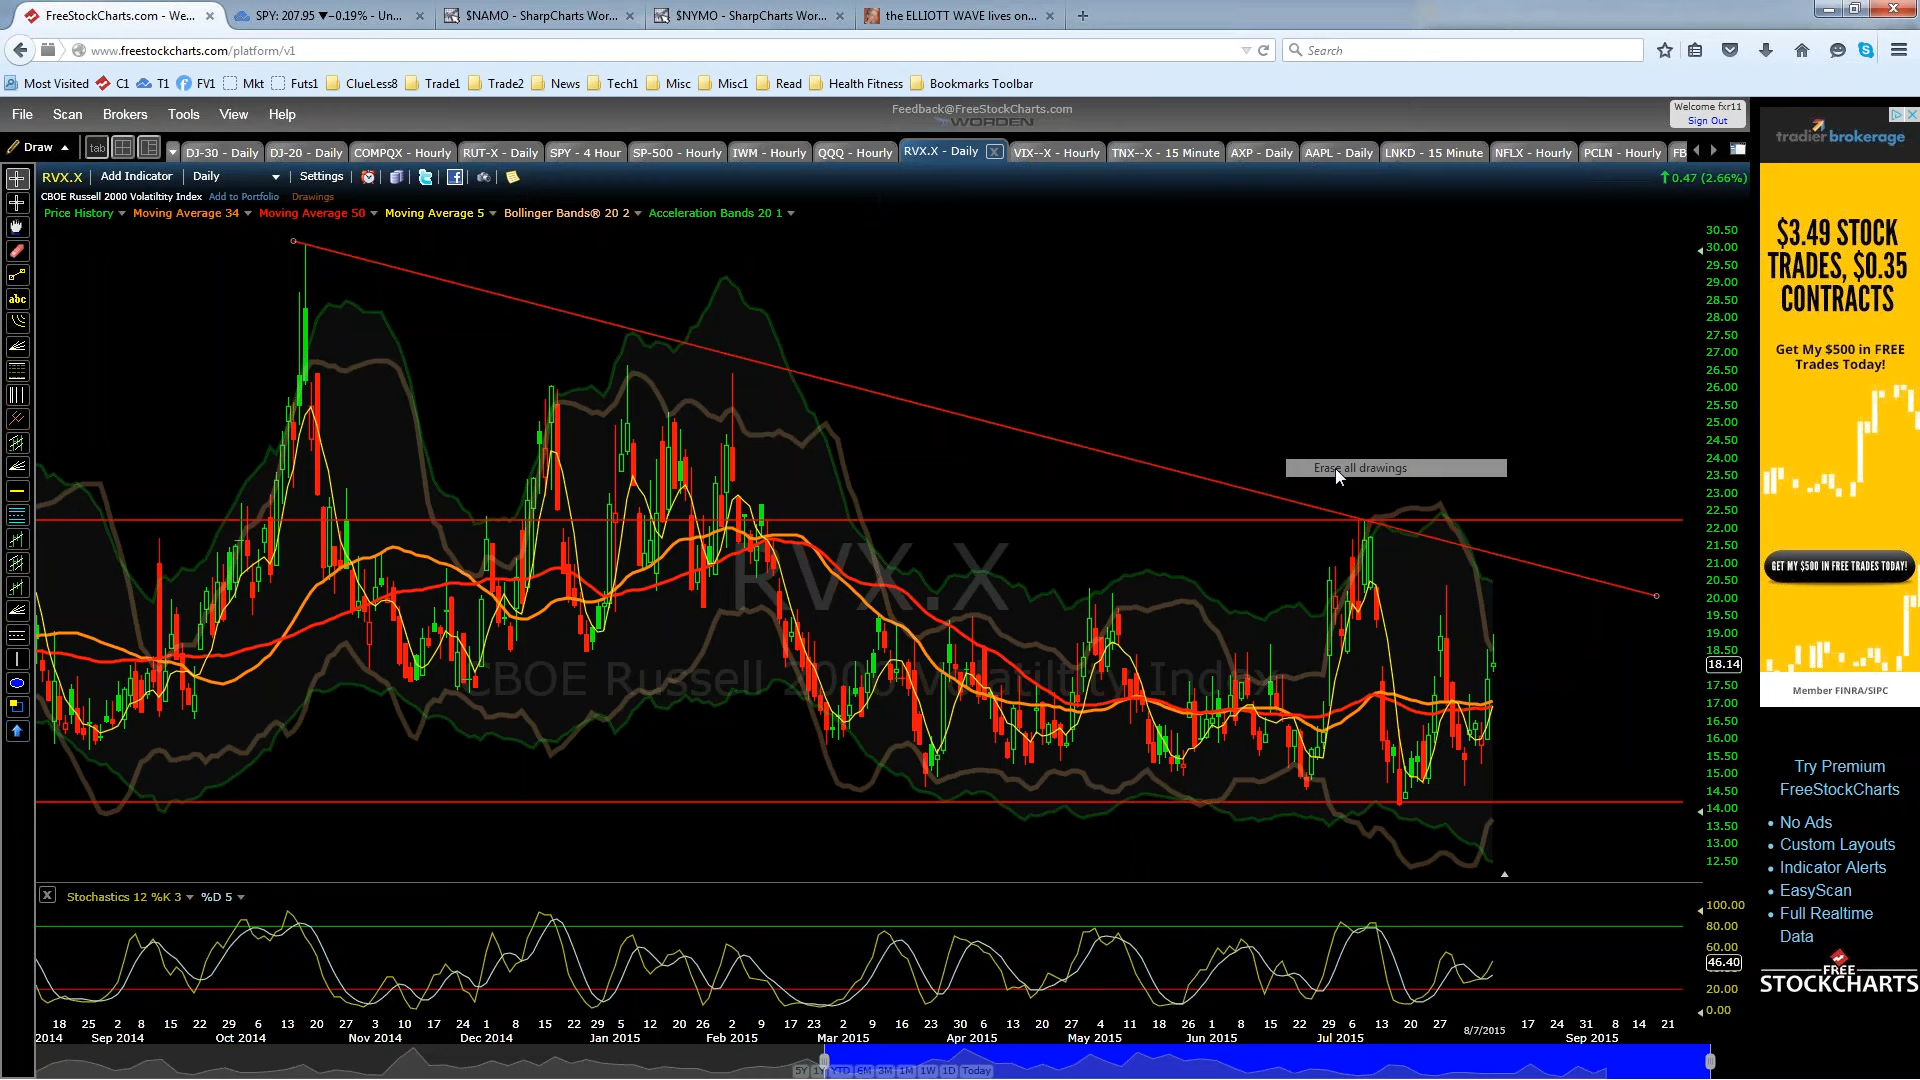 FreeStockCharts.com - We...
SPY: 207.95 ▼−0.19% - Un...
$NAMO - SharpCharts Wor...
$NYMO - SharpCharts Wor...
the ELLIOTT WAVE lives on...
www.freestockcharts.com/platform/v1
Search
Most Visited C1 T1 FV1 Mkt Futs1 ClueLess8 Trade1 Trade2 News Tech1 Misc Misc1 Read Health Fitness Bookmarks Toolbar
File Scan Brokers Tools View Help
Feedback@FreeStockCharts.com
WORDEN
Welcome fxr11
Sign Out
Draw tab DJ-30 - Daily DJ-20 - Daily COMPQX - Hourly RUT-X - Daily SPY - 4 Hour SP-500 - Hourly IWM - Hourly QQQ - Hourly RVX.X - Daily VIX--X - Hourly TNX--X - 15 Minute AXP - Daily AAPL - Daily LNKD - 15 Minute NFLX - Hourly PCLN - Hourly FB
RVX.X Add Indicator Daily Settings
0.47 (2.66%)
CBOE Russell 2000 Volatiltity Index Add to Portfolio Drawings
Price History Moving Average 34 Moving Average 50 Moving Average 5 Bollinger Bands® 20 2 Acceleration Bands 20 1
abc
Erase all drawings
RVX.X
CBOE Russell 2000 Volatiltity Index
30.50
30.00
29.50
29.00
28.50
28.00
27.50
27.00
26.50
26.00
25.50
25.00
24.50
24.00
23.50
23.00
22.50
22.00
21.50
21.00
20.50
20.00
19.50
19.00
18.50
18.14
17.50
17.00
16.50
16.00
15.50
15.00
14.50
14.00
13.50
13.00
12.50
Stochastics 12 %K 3 %D 5
100.00
80.00
60.00
46.40
20.00
0.00
18 25 2 8 15 22 29 6 13 20 27 3 10 17 24 1 8 15 22 29 5 12 20 26 2 9 17 23 2 9 16 23 30 6 13 20 27 4 11 18 26 1 8 15 22 29 6 13 20 27 8/7/2015 17 24 31 8 14 21
2014 Sep 2014 Oct 2014 Nov 2014 Dec 2014 Jan 2015 Feb 2015 Mar 2015 Apr 2015 May 2015 Jun 2015 Jul 2015 Sep 2015
5Y 1Y YTD 6M 3M 1M 1W 1D Today
tradier brokerage
$3.49 STOCK
TRADES, $0.35
CONTRACTS
Get My $500 in FREE
Trades Today!
GET MY $500 IN FREE TRADES TODAY!
Member FINRA/SIPC
Try Premium
FreeStockCharts
No Ads
Custom Layouts
Indicator Alerts
EasyScan
Full Realtime
Data
FREE
STOCKCHARTS